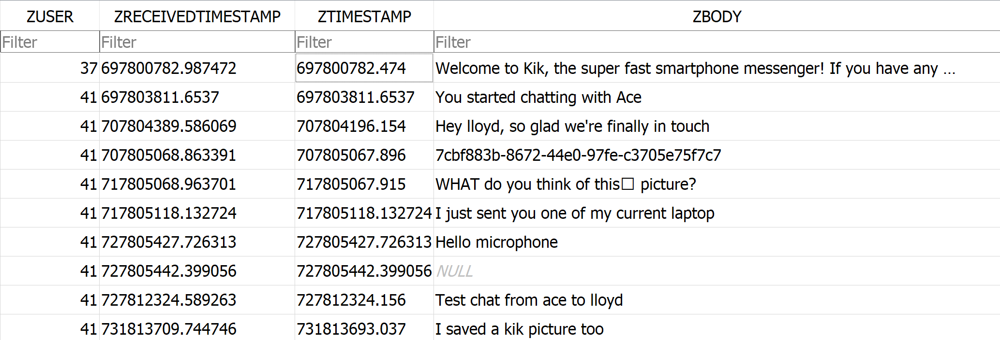 ZUSER ZRECEIVEDTIMESTAMP ZTIMESTAMP ZBODY
Filter Filter Filter Filter
37 697800782.987472 697800782.474 Welcome to Kik, the super fast smartphone messenger! If you have any ...
41 697803811.6537 697803811.6537 You started chatting with Ace
41 707804389.586069 707804196.154 Hey lloyd, so glad we're finally in touch
41 707805068.863391 707805067.896 7cbf883b-8672-44e0-97fe-c3705e75f7c7
41 717805068.963701 717805067.915 WHAT do you think of this□ picture?
41 717805118.132724 717805118.132724 I just sent you one of my current laptop
41 727805427.726313 727805427.726313 Hello microphone
41 727805442.399056 727805442.399056 NULL
41 727812324.589263 727812324.156 Test chat from ace to lloyd
41 731813709.744746 731813693.037 I saved a kik picture too